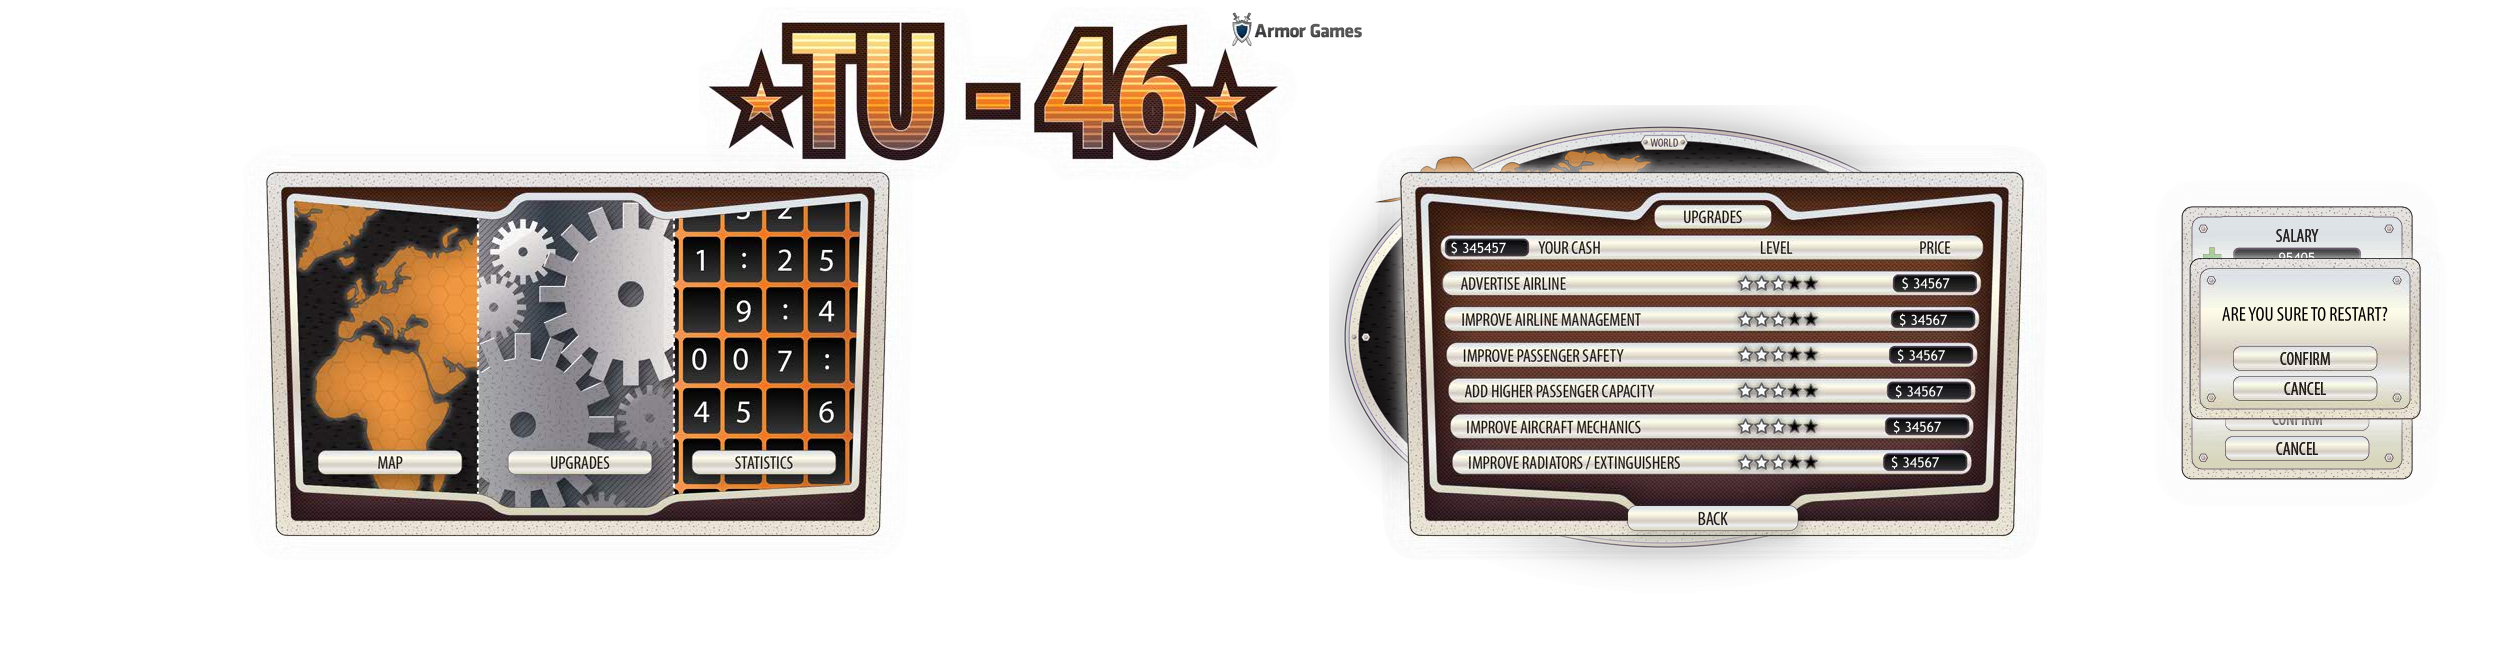 TU - 46
Armor Games
1 : 2 5
9 : 4
0 0 7 :
4 5 6
MAP
UPGRADES
STATISTICS
WORLD
UPGRADES
$ 345457 YOUR CASH LEVEL PRICE
ADVERTISE AIRLINE $ 34567
IMPROVE AIRLINE MANAGEMENT $ 34567
IMPROVE PASSENGER SAFETY $ 34567
ADD HIGHER PASSENGER CAPACITY $ 34567
IMPROVE AIRCRAFT MECHANICS $ 34567
IMPROVE RADIATORS / EXTINGUISHERS $ 34567
BACK
SALARY
ARE YOU SURE TO RESTART?
CONFIRM
CANCEL
CONFIRM
CANCEL